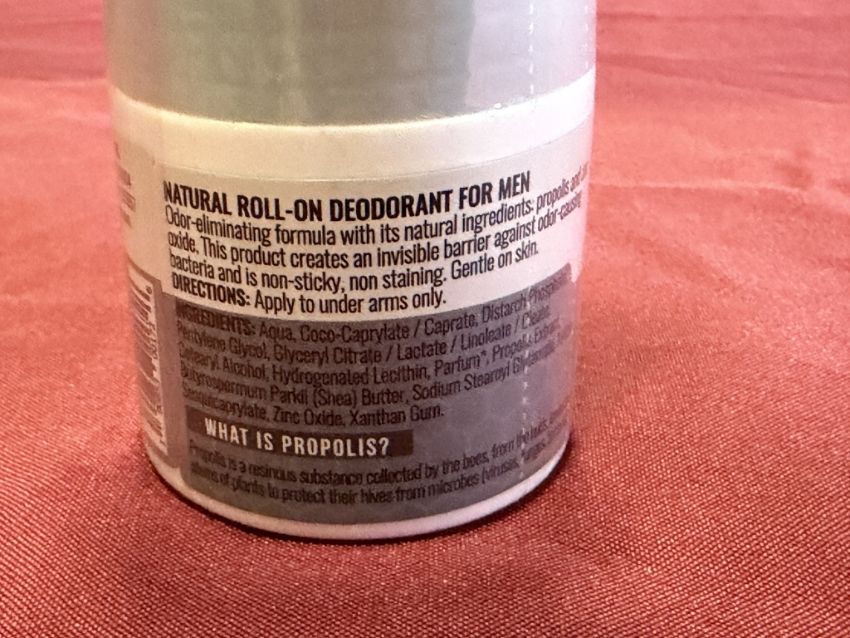 NATURAL ROLL-ON DEODORANT FOR MEN
Odor-eliminating formula with its natural ingredients: propolis and
oxide. This product creates an invisible barrier against odor-causing
bacteria and is non-sticky, non staining. Gentle on skin.
DIRECTIONS: Apply to under arms only.
INGREDIENTS: Aqua, Coco-Caprylate / Caprate, Distarch Phosphate,
Pentylene Glycol, Glyceryl Citrate / Lactate / Linoleate / Oleate,
Cetearyl Alcohol, Hydrogenated Lecithin, Parfum*, Propolis Extract,
Butyrospermum Parkii (Shea) Butter, Sodium Stearoyl Glutamate,
Sesquicaprylate, Zinc Oxide, Xanthan Gum.
WHAT IS PROPOLIS?
Propolis is a resinous substance collected by the bees, from the buds,
stems of plants to protect their hives from microbes (viruses, fungus,